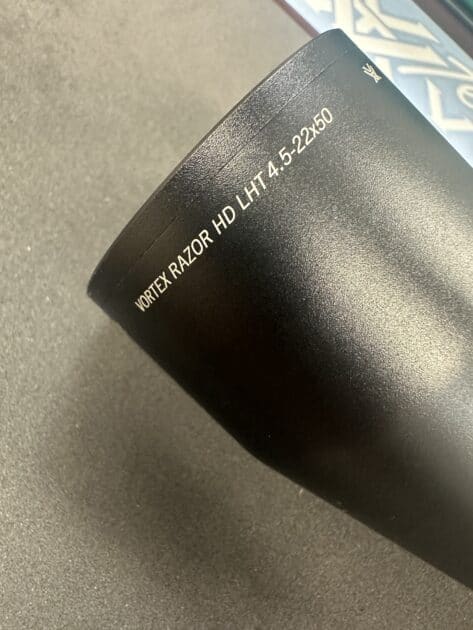 VORTEX RAZOR HD LHT 4.5-22x50